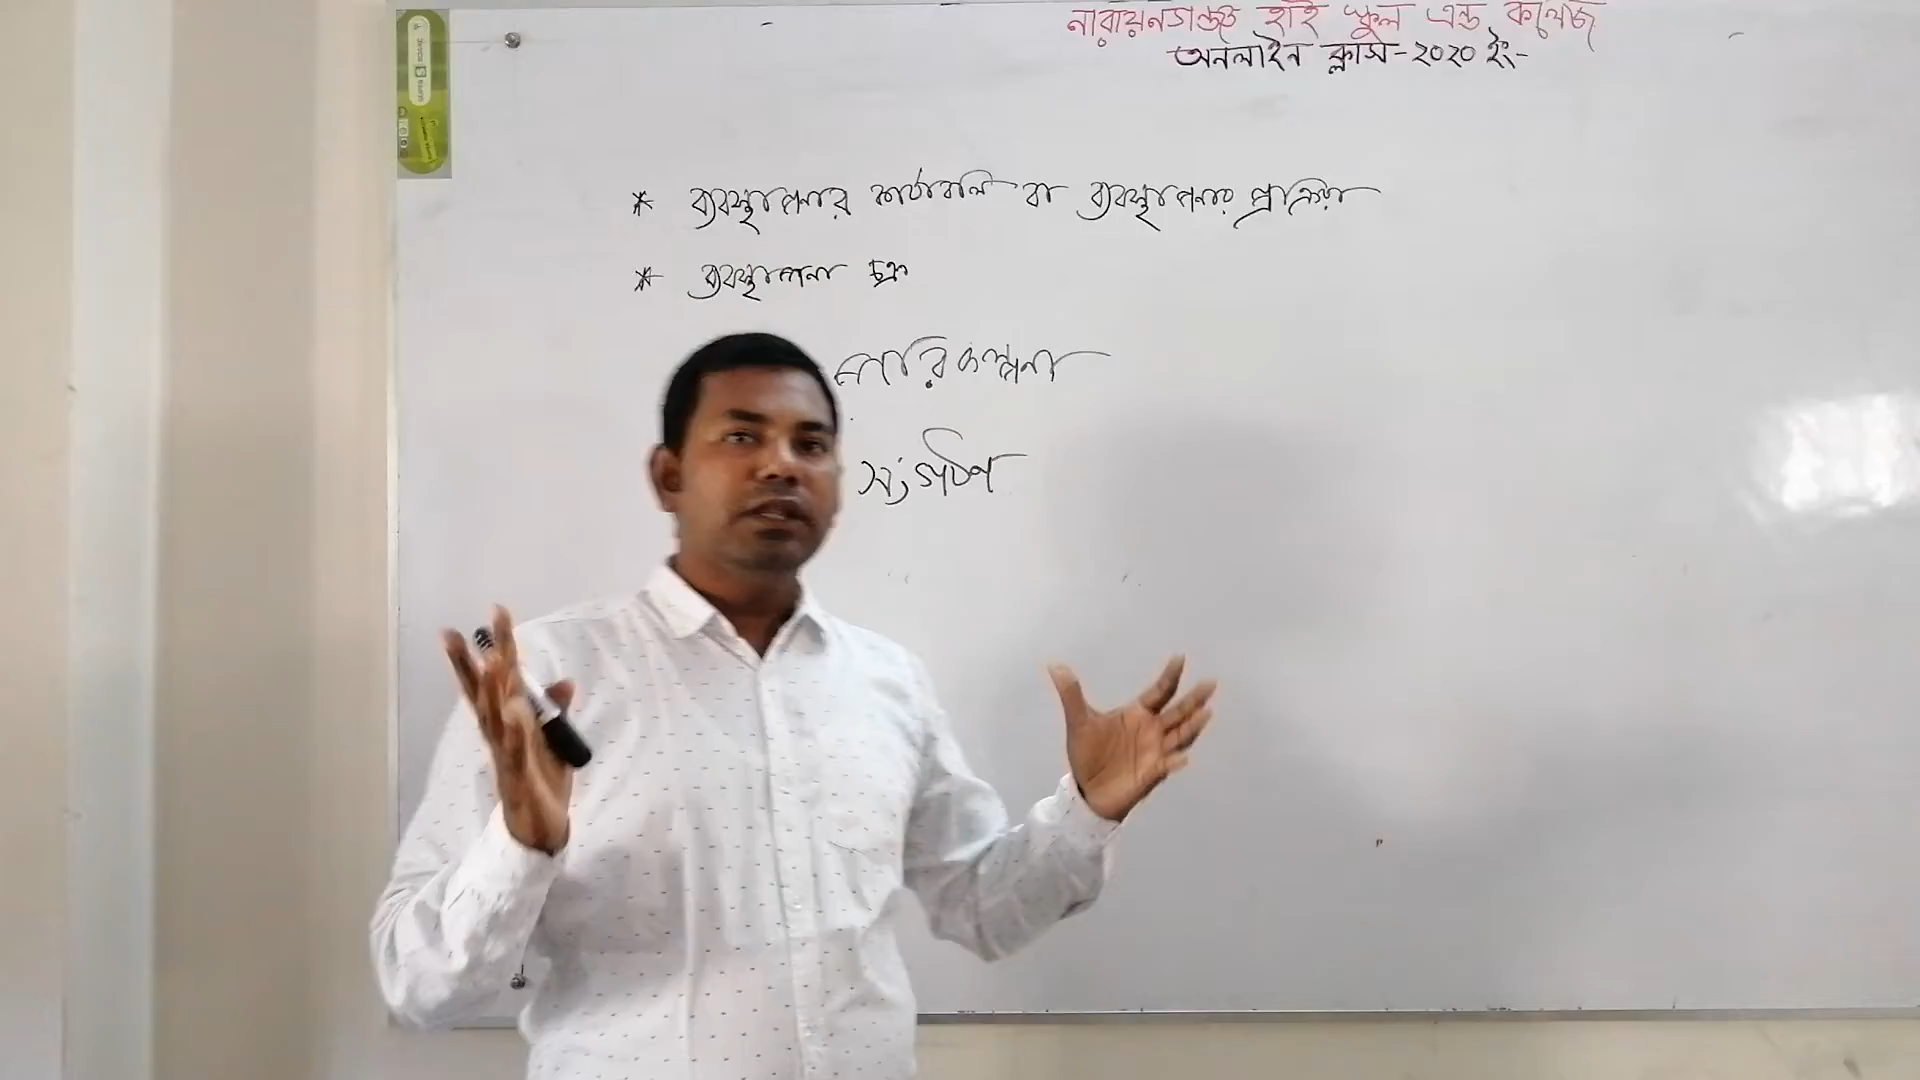 নারায়নগঞ্জ হাই স্কুল এন্ড কলেজ
অনলাইন ক্লাস-২০২০ ইং-
* ব্যবস্থাপনার কার্যাবলি বা ব্যবস্থাপনার প্রক্রিয়া
* ব্যবস্থাপনা চক্র
পরিকল্পনা
সংগঠন